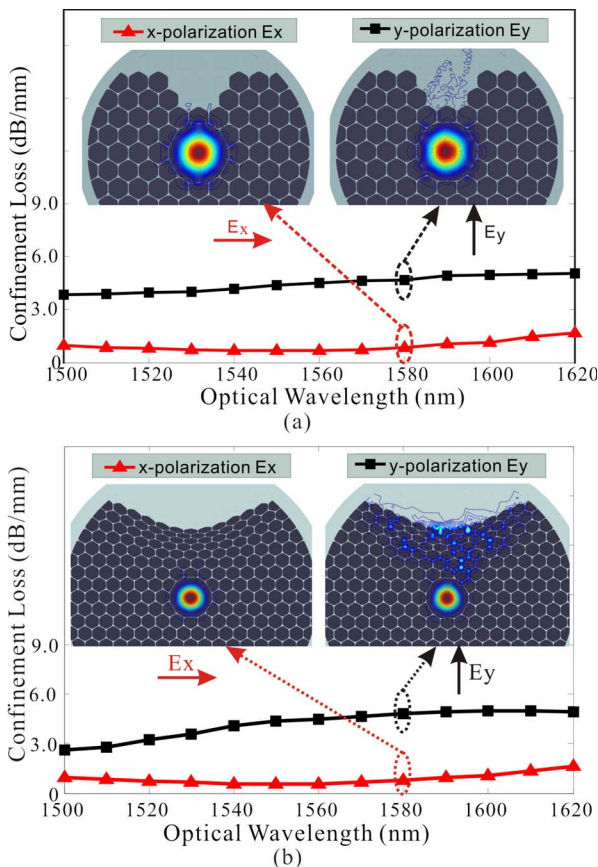 x-polarization Ex
y-polarization Ey
Confinement Loss (dB/mm)
9.0
6.0
3.0
0
Ex
Ey
1500 1520 1540 1560 1580 1600 1620
Optical Wavelength (nm)
(a)
x-polarization Ex
y-polarization Ey
Confinement Loss (dB/mm)
9.0
6.0
3.0
0
Ex
Ey
1500 1520 1540 1560 1580 1600 1620
Optical Wavelength (nm)
(b)